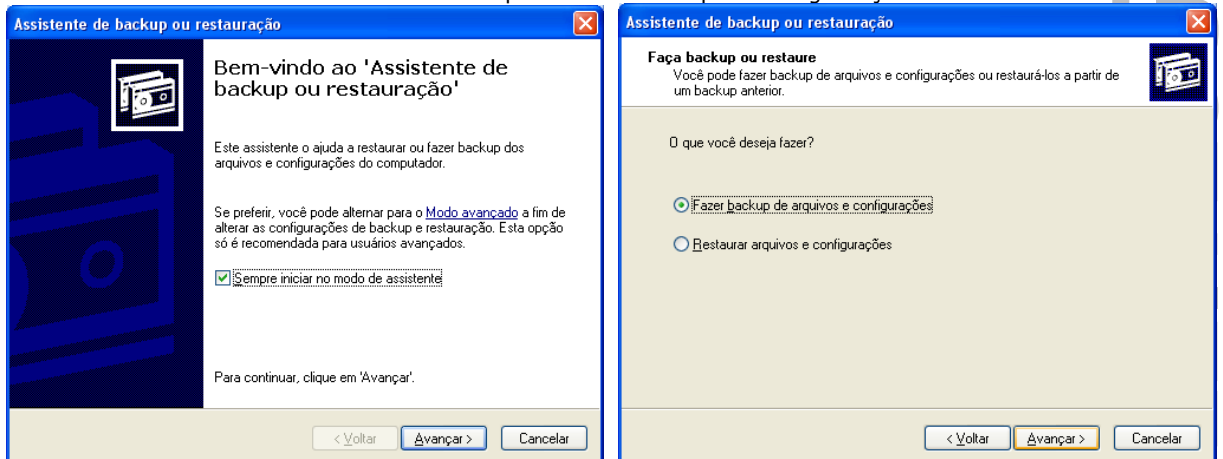 Assistente de backup ou restauração
Bem-vindo ao 'Assistente de
backup ou restauração'
Este assistente o ajuda a restaurar ou fazer backup dos
arquivos e configurações do computador.
Se preferir, você pode alternar para o Modo avançado a fim de
alterar as configurações de backup e restauração. Esta opção
só é recomendada para usuários avançados.
Sempre iniciar no modo de assistente
Para continuar, clique em 'Avançar'.
< Voltar Avançar > Cancelar
Assistente de backup ou restauração
Faça backup ou restaure
Você pode fazer backup de arquivos e configurações ou restaurá-los a partir de
um backup anterior.
O que você deseja fazer?
Fazer backup de arquivos e configurações
Restaurar arquivos e configurações
< Voltar Avançar > Cancelar